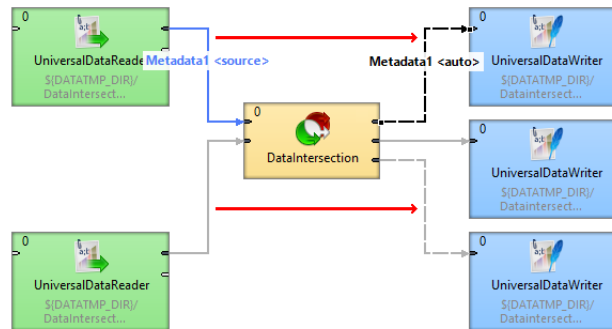 0
UniversalDataReader
${DATATMP_DIR}/
DataIntersect...
Metadata1 <source>
Metadata1 <auto>
0
UniversalDataWriter
${DATATMP_DIR}/
Dataintersect...
0
DataIntersection
0
UniversalDataWriter
${DATATMP_DIR}/
Dataintersect...
0
UniversalDataReader
${DATATMP_DIR}/
DataIntersect...
0
UniversalDataWriter
${DATATMP_DIR}/
Dataintersect...